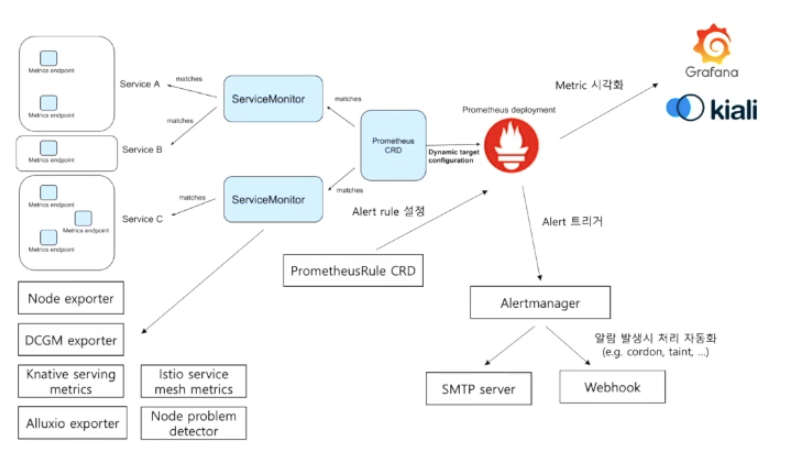 Metrics endpoint
Metrics endpoint
Service A
matches
matches
ServiceMonitor
matches
Metrics endpoint
Service B
Prometheus
CRD
Dynamic target
configuration
Prometheus deployment
Metric 시각화
Grafana
kiali
Metrics endpoint
Metrics endpoint
Metrics endpoint
Service C
matches
ServiceMonitor
matches
Alert rule 설정
Alert 트리거
PrometheusRule CRD
Alertmanager
알람 발생시 처리 자동화
(e.g. cordon, taint, ...)
SMTP server
Webhook
Node exporter
DCGM exporter
Knative serving
metrics
Istio service
mesh metrics
Alluxio exporter
Node problem
detector